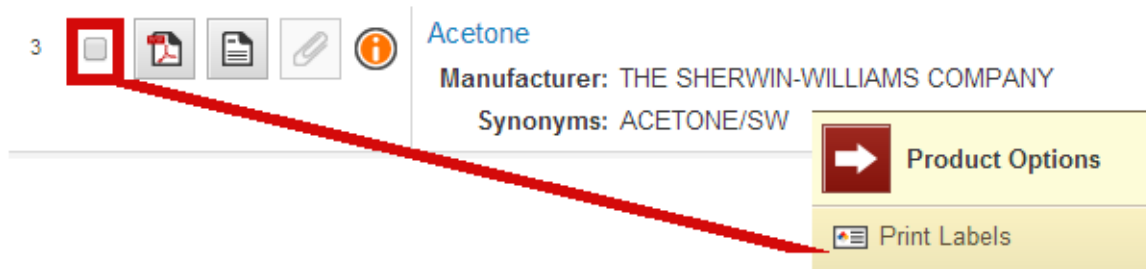 3
Acetone
Manufacturer: THE SHERWIN-WILLIAMS COMPANY
Synonyms: ACETONE/SW
Product Options
Print Labels